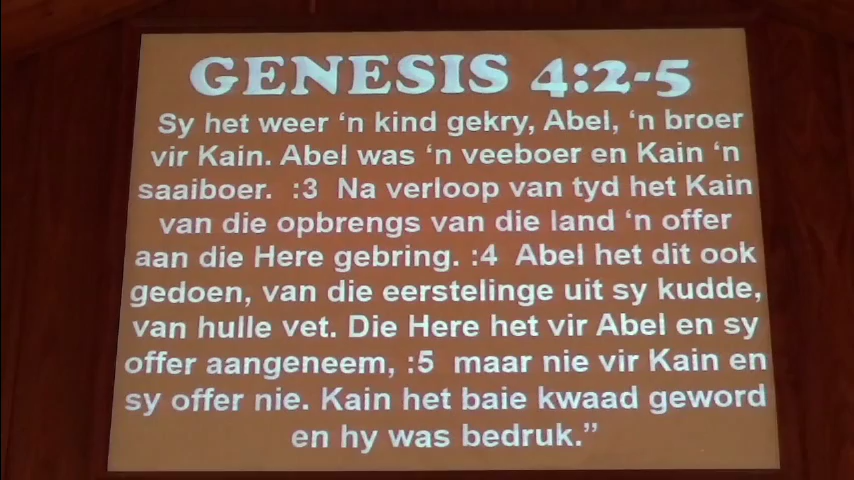 GENESIS 4:2-5
Sy het weer ‘n kind gekry, Abel, ‘n broer
vir Kain. Abel was ‘n veeboer en Kain ‘n
saaiboer.  :3  Na verloop van tyd het Kain
van die opbrengs van die land ‘n offer
aan die Here gebring. :4  Abel het dit ook
gedoen, van die eerstelinge uit sy kudde,
van hulle vet. Die Here het vir Abel en sy
offer aangeneem, :5  maar nie vir Kain en
sy offer nie. Kain het baie kwaad geword
en hy was bedruk.”